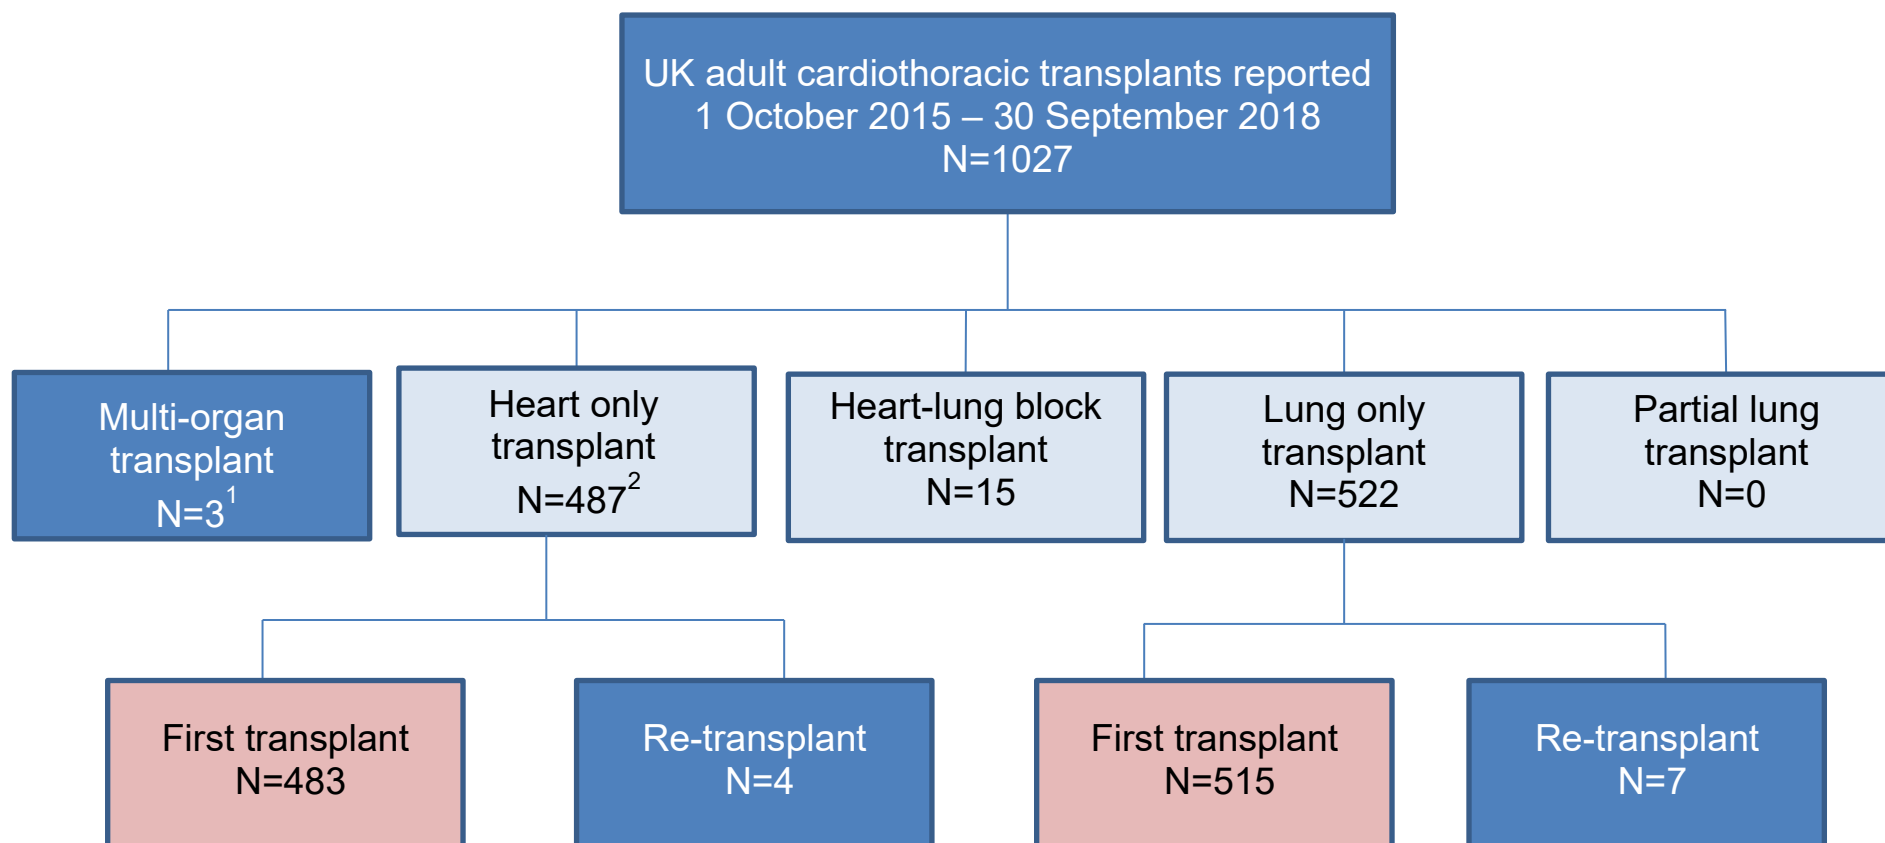 UK adult cardiothoracic transplants reported
1 October 2015 – 30 September 2018
N=1027
Multi-organ
transplant
N=3¹
Heart only
transplant
N=487²
Heart-lung block
transplant
N=15
Lung only
transplant
N=522
Partial lung
transplant
N=0
First transplant
N=483
Re-transplant
N=4
First transplant
N=515
Re-transplant
N=7